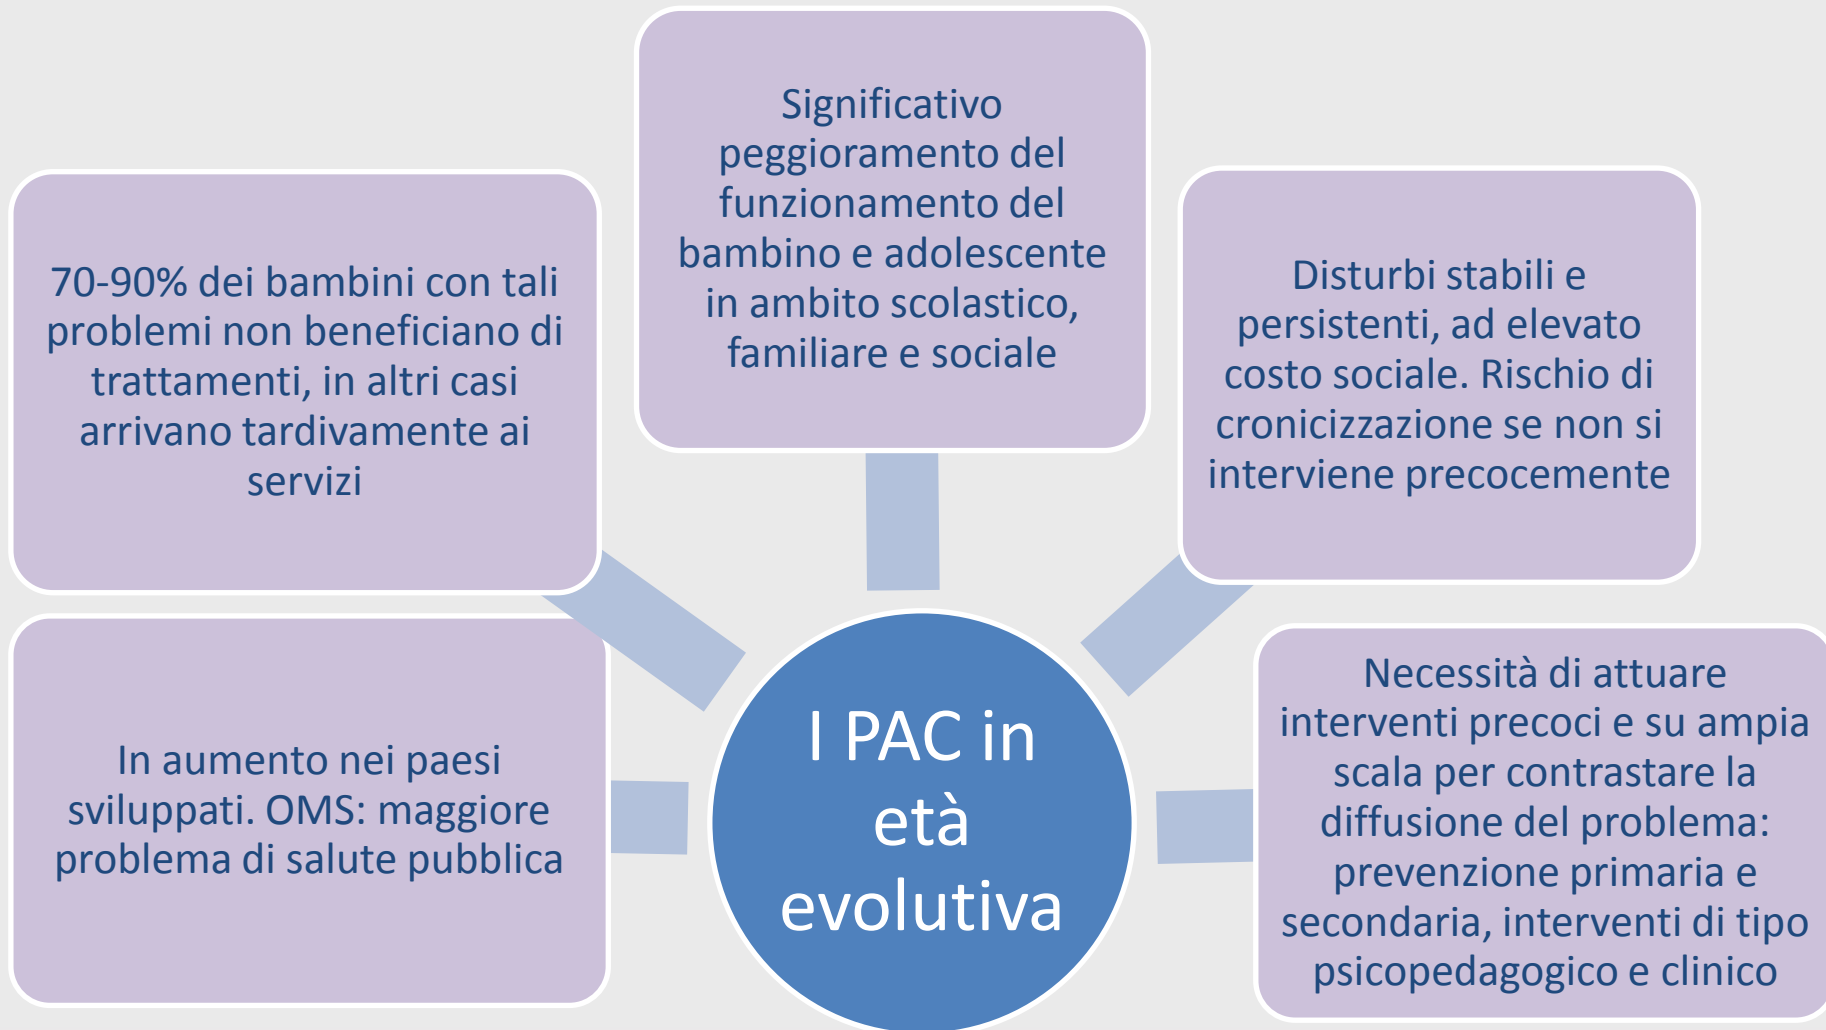 Significativo
peggioramento del
funzionamento del
bambino e adolescente
in ambito scolastico,
familiare e sociale
70-90% dei bambini con tali
problemi non beneficiano di
trattamenti, in altri casi
arrivano tardivamente ai
servizi
Disturbi stabili e
persistenti, ad elevato
costo sociale. Rischio di
cronicizzazione se non si
interviene precocemente
In aumento nei paesi
sviluppati. OMS: maggiore
problema di salute pubblica
I PAC in
età
evolutiva
Necessità di attuare
interventi precoci e su ampia
scala per contrastare la
diffusione del problema:
prevenzione primaria e
secondaria, interventi di tipo
psicopedagogico e clinico